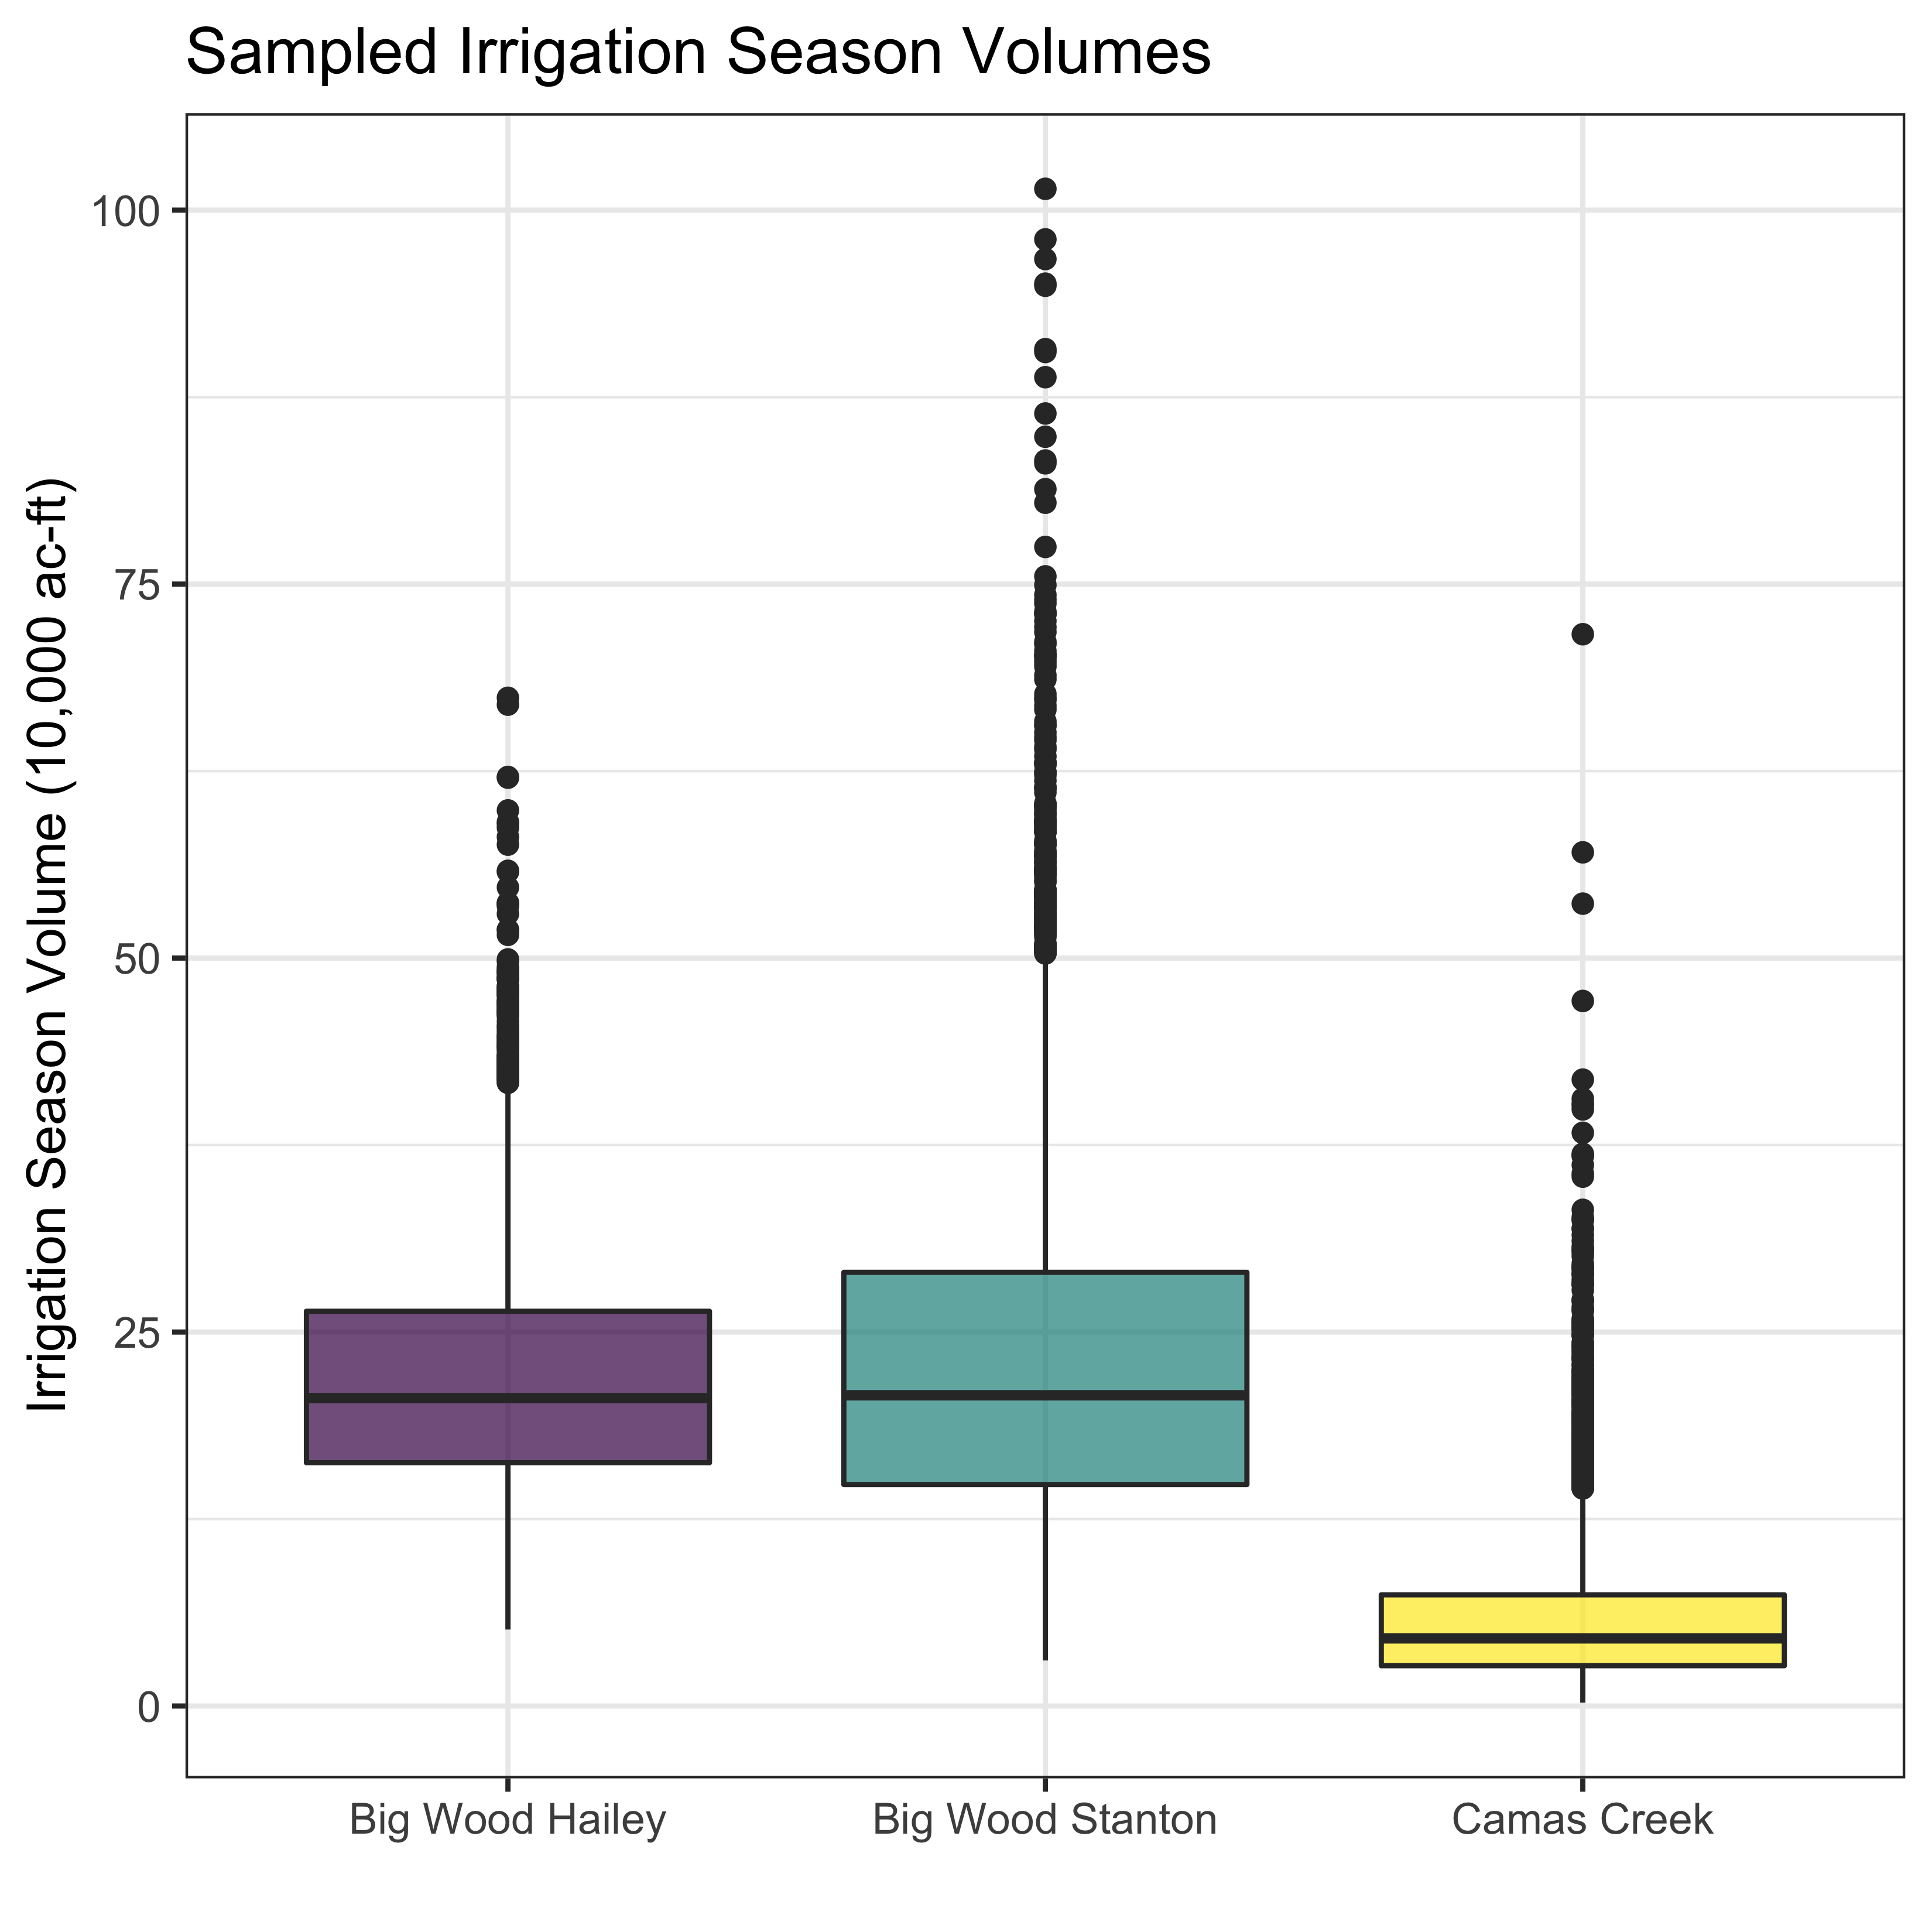 Sampled Irrigation Season Volumes
Irrigation Season Volume (10,000 ac-ft)
100
75
50
25
0
Big Wood Hailey
Big Wood Stanton
Camas Creek